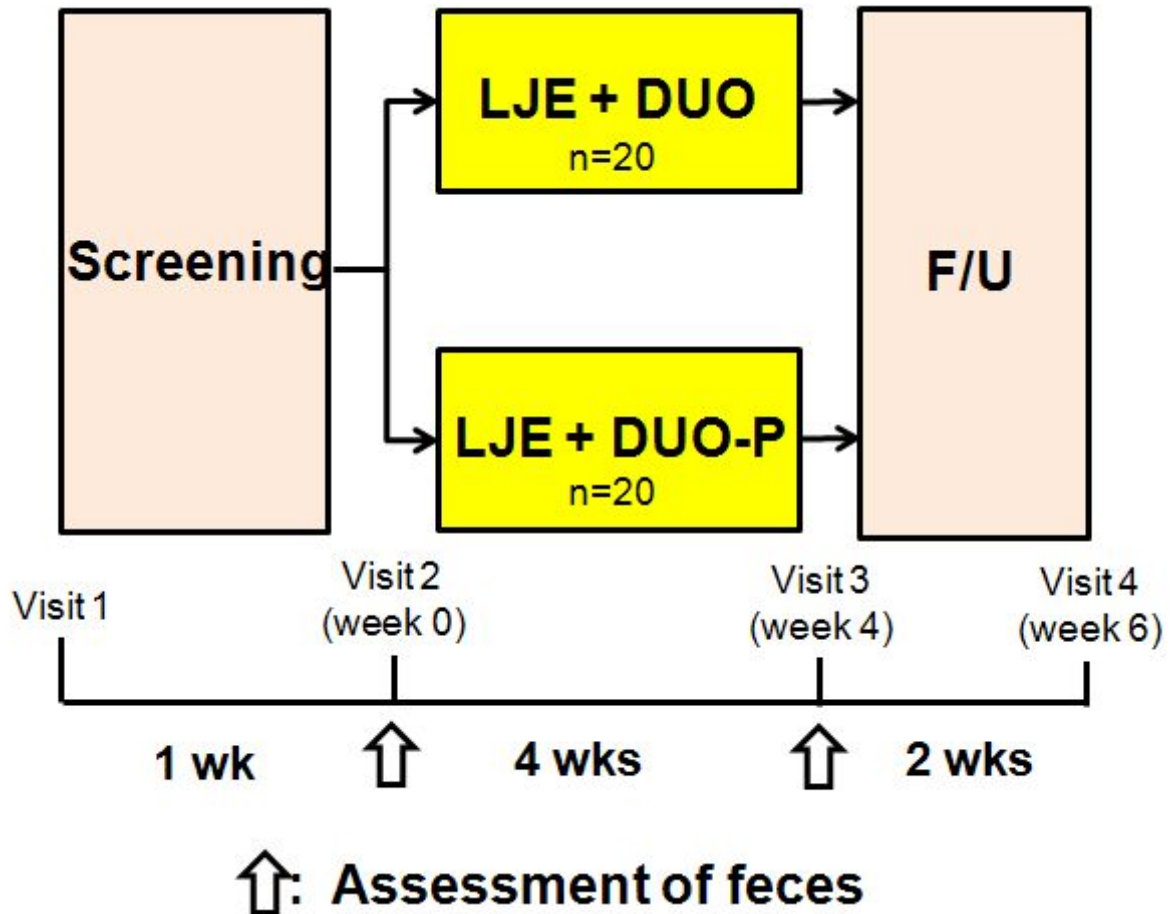 LJE + DUO
n=20
Screening
F/U
LJE + DUO-P
n=20
Visit 1
Visit 2
(week 0)
Visit 3
(week 4)
Visit 4
(week 6)
1 wk
4 wks
2 wks
: Assessment of feces